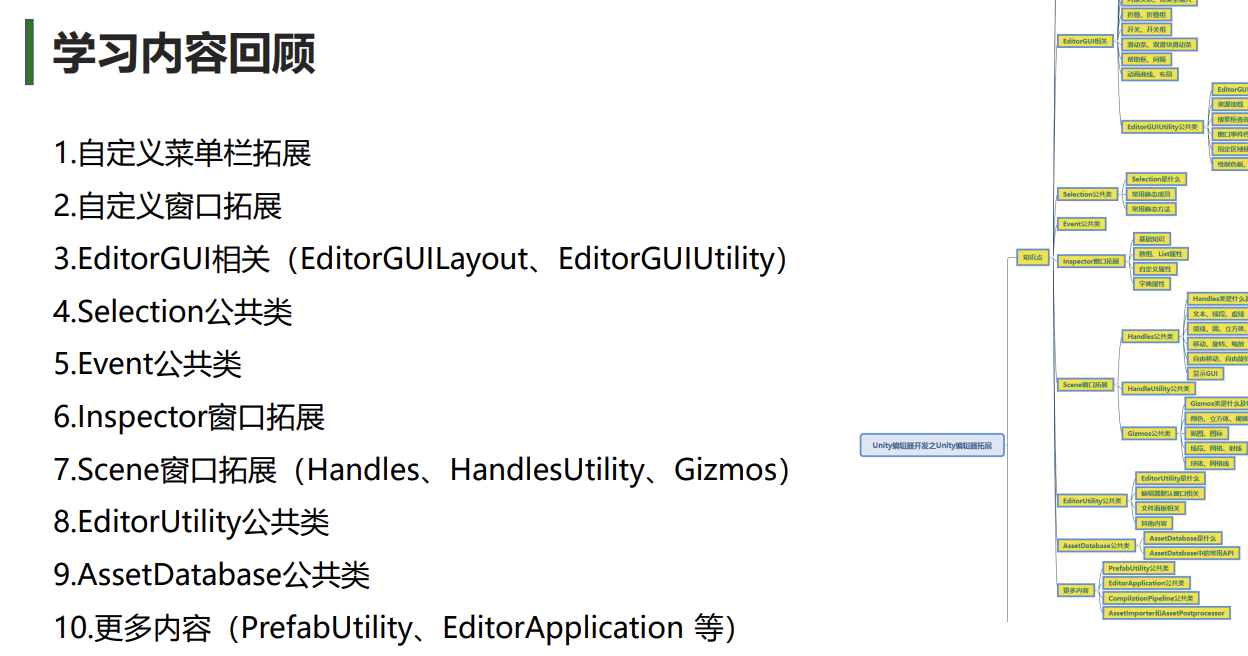 学习内容回顾
1.自定义菜单栏拓展
2.自定义窗口拓展
3.EditorGUI相关（EditorGUILayout、EditorGUIUtility）
4.Selection公共类
5.Event公共类
6.Inspector窗口拓展
7.Scene窗口拓展（Handles、HandlesUtility、Gizmos）
8.EditorUtility公共类
9.AssetDatabase公共类
10.更多内容（PrefabUtility、EditorApplication 等）
Unity编辑器开发之Unity编辑器拓展
知识点
EditorGUI相关
折叠、折叠组
开关、开关组
滑动条、双滑块滑动条
帮助框、间隔
动画曲线、布局
EditorGUIUtility公共类
EditorGUI
资源加载
搜索框查询
窗口事件传
指定区域
绘制色板、
Selection公共类
Selection是什么
常用静态成员
常用静态方法
Event公共类
Inspector窗口拓展
基础知识
数组、List属性
自定义属性
字典属性
Scene窗口拓展
Handles公共类
Handles类是什么
文本、线段、虚线
弧线、圆、立方体、
移动、旋转、缩放
自由移动、自由旋转
显示GUI
HandleUtility公共类
Gizmos公共类
Gizmos类是什么
颜色、立方体、视锥
贴图、图标
线段、网格、射线
球体、网格线
EditorUtility公共类
EditorUtility是什么
编辑器默认窗口相关
文件面板相关
其他内容
AssetDatabase公共类
AssetDatabase是什么
AssetDatabase中的常用API
更多内容
PrefabUtility公共类
EditorApplication公共类
CompilationPipeline公共类
AssetImporter和AssetPostprocessor